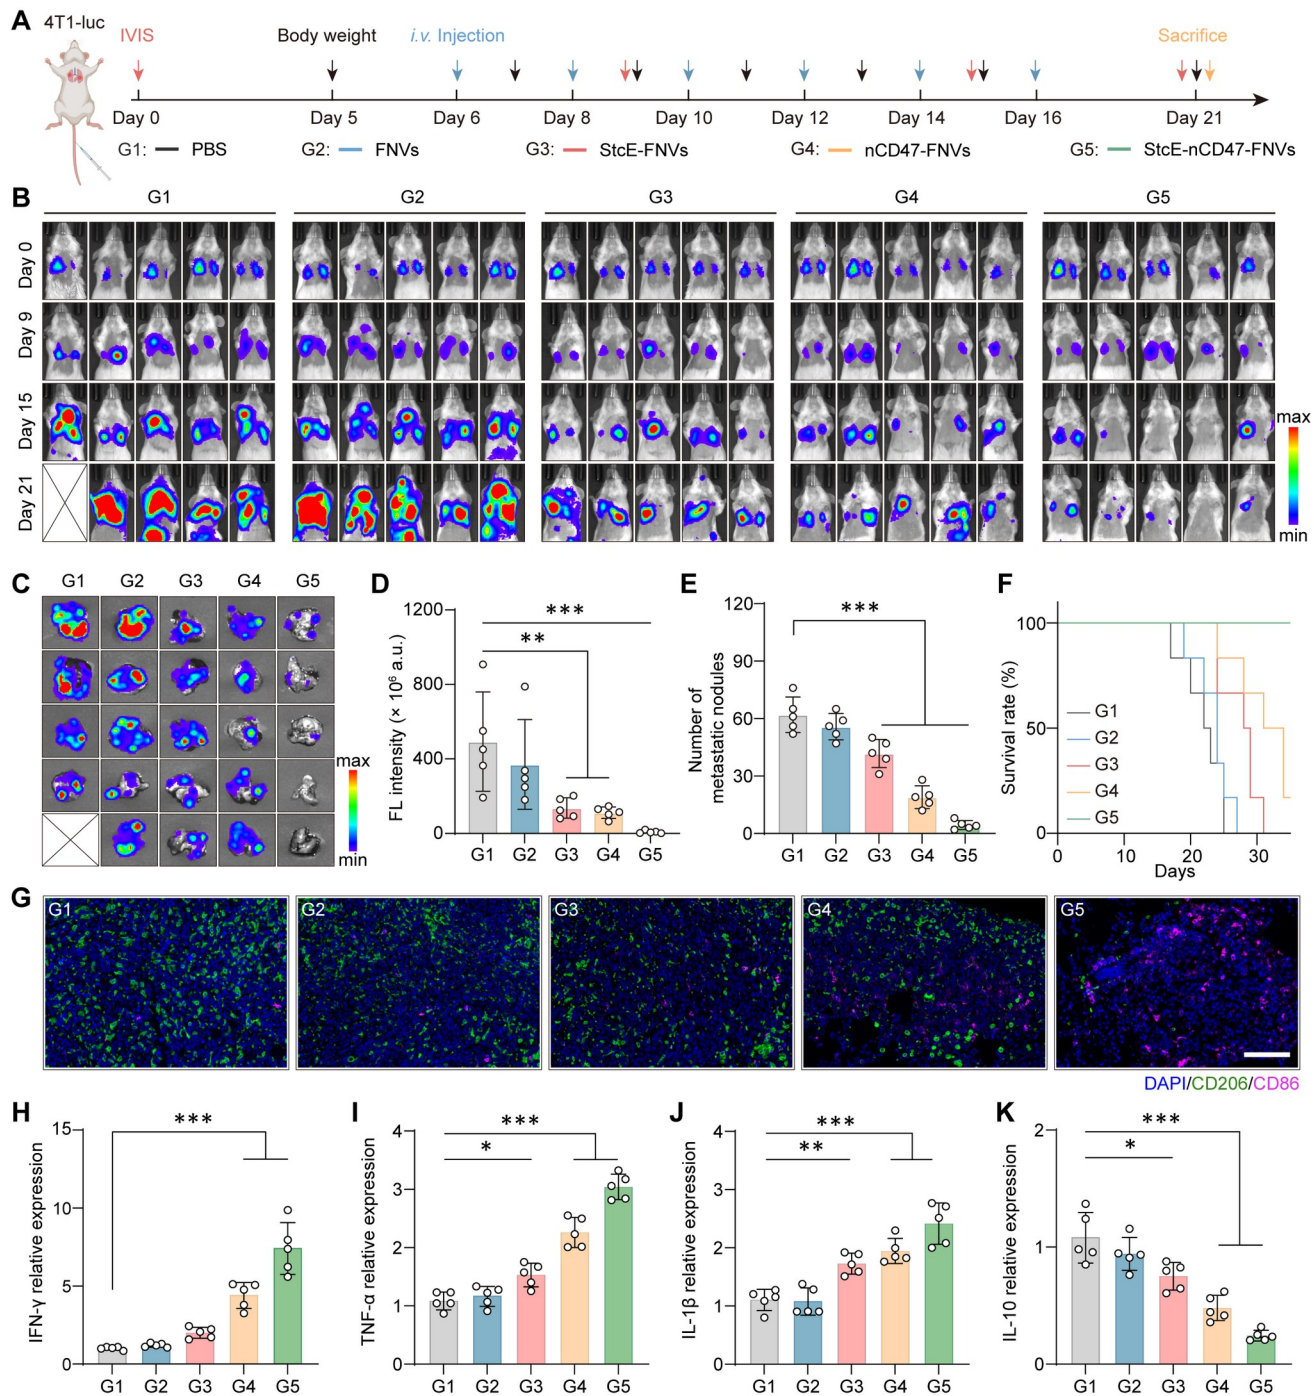 A
4T1-luc
IVIS
Body weight
i.v. Injection
Sacrifice
Day 0
Day 5
Day 6
Day 8
Day 10
Day 12
Day 14
Day 16
Day 21
G1: PBS
G2: FNVs
G3: StcE-FNVs
G4: nCD47-FNVs
G5: StcE-nCD47-FNVs
B
G1 G2 G3 G4 G5
Day 0
Day 9
Day 15
Day 21
max
min
C
G1 G2 G3 G4 G5
max
min
D
FL intensity (× 10⁶ a.u.)
1200
800
400
0
***
**
G1 G2 G3 G4 G5
E
Number of
metastatic nodules
120
90
60
30
0
***
G1 G2 G3 G4 G5
F
Survival rate (%)
100
50
0
G1
G2
G3
G4
G5
0 10 20 30
Days
G
G1
G2
G3
G4
G5
DAPI/CD206/CD86
H
IFN-γ relative expression
15
10
5
0
***
G1 G2 G3 G4 G5
I
TNF-α relative expression
4
3
2
1
0
***
*
G1 G2 G3 G4 G5
J
IL-1β relative expression
4
3
2
1
0
***
**
G1 G2 G3 G4 G5
K
IL-10 relative expression
2
1
0
***
*
G1 G2 G3 G4 G5